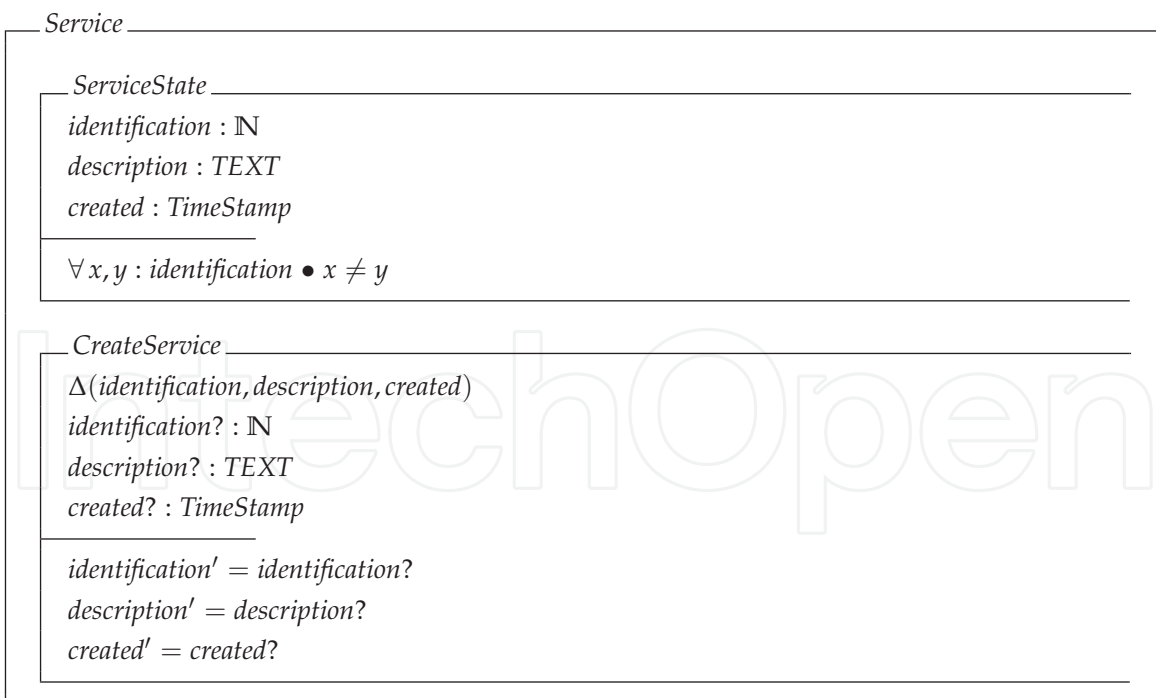 Service
ServiceState
identification : ℕ
description : TEXT
created : TimeStamp
∀ x, y : identification • x ≠ y
CreateService
Δ(identification, description, created)
identification? : ℕ
description? : TEXT
created? : TimeStamp
identification′ = identification?
description′ = description?
created′ = created?
IntechOpen